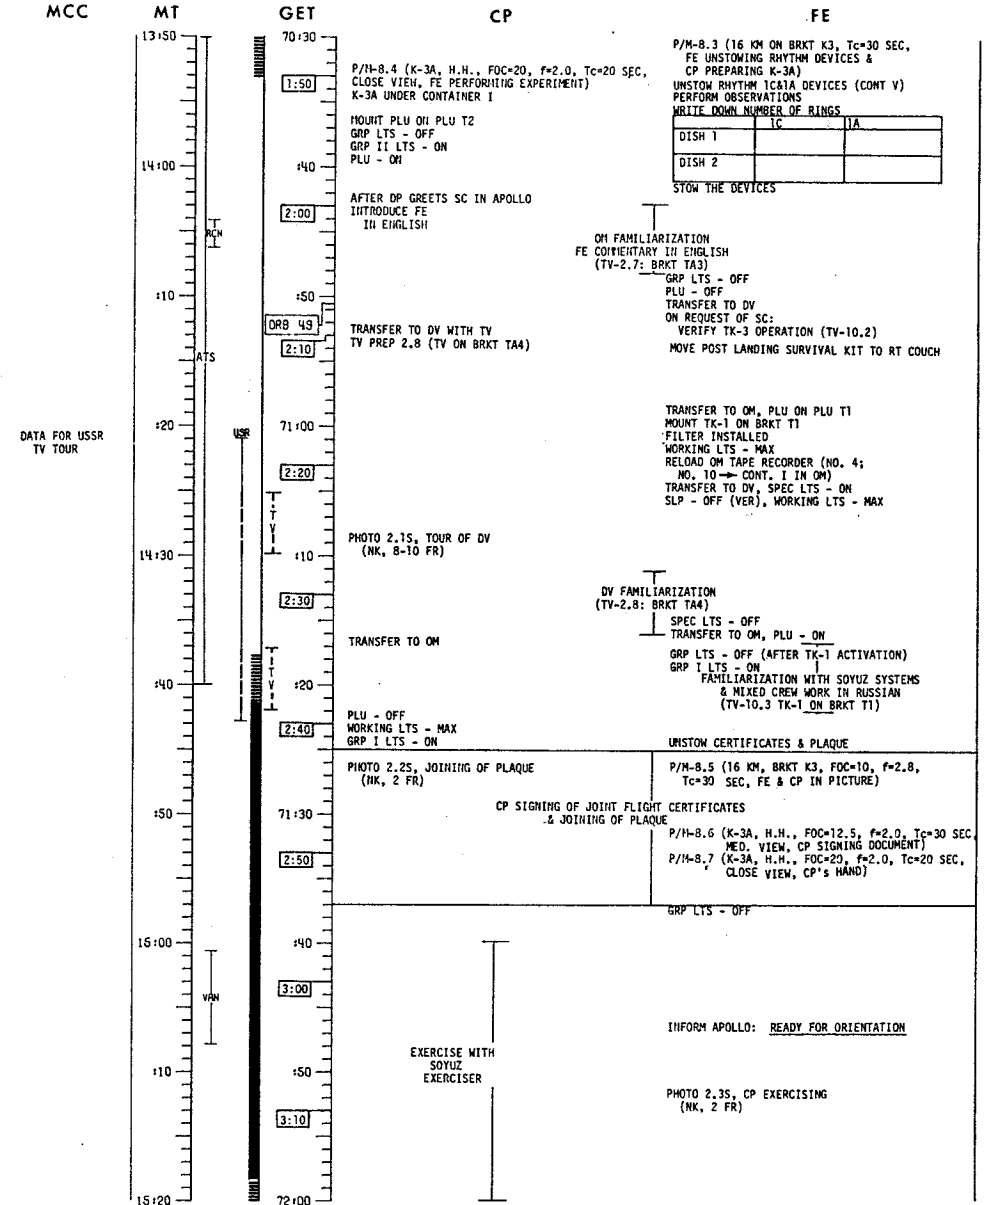 MCC MT GET CP FE
13:50
14:00
:10
:20
14:30
:40
:50
15:00
:10
15:20
RCN
ATS
VAN
DATA FOR USSR
TV TOUR
USR
TV
TV
70:30
1:50
:40
2:00
:50
ORB 49
2:10
71:00
2:20
:10
2:30
:20
2:40
71:30
2:50
:40
3:00
:50
3:10
72:00
P/M-8.4 (K-3A, H.H., FOC=20, f=2.0, Tc=20 SEC,
CLOSE VIEW, FE PERFORMING EXPERIMENT)
K-3A UNDER CONTAINER I
MOUNT PLU ON PLU T2
GRP LTS - OFF
GRP II LTS - ON
PLU - ON
AFTER DP GREETS SC IN APOLLO
INTRODUCE FE
IN ENGLISH
TRANSFER TO DV WITH TV
TV PREP 2.8 (TV ON BRKT TA4)
PHOTO 2.1S, TOUR OF DV
(NK, 8-10 FR)
TRANSFER TO OM
PLU - OFF
WORKING LTS - MAX
GRP I LTS - ON
PHOTO 2.2S, JOINING OF PLAQUE
(NK, 2 FR)
CP SIGNING OF JOINT FLIGHT CERTIFICATES
& JOINING OF PLAQUE
EXERCISE WITH
SOYUZ
EXERCISER
P/M-8.3 (16 KM ON BRKT K3, Tc=30 SEC,
FE UNSTOWING RHYTHM DEVICES &
CP PREPARING K-3A)
UNSTOW RHYTHM 1C&1A DEVICES (CONT V)
PERFORM OBSERVATIONS
WRITE DOWN NUMBER OF RINGS
1C 1A
DISH 1
DISH 2
STOW THE DEVICES
OM FAMILIARIZATION
FE COMMENTARY IN ENGLISH
(TV-2.7: BRKT TA3)
GRP LTS - OFF
PLU - OFF
TRANSFER TO DV
ON REQUEST OF SC:
VERIFY TK-3 OPERATION (TV-10.2)
MOVE POST LANDING SURVIVAL KIT TO RT COUCH
TRANSFER TO OM, PLU ON PLU T1
MOUNT TK-1 ON BRKT T1
FILTER INSTALLED
WORKING LTS - MAX
RELOAD OM TAPE RECORDER (NO. 4;
NO. 10→ CONT. I IN OM)
TRANSFER TO DV, SPEC LTS - ON
SLP - OFF (VER), WORKING LTS - MAX
DV FAMILIARIZATION
(TV-2.8: BRKT TA4)
SPEC LTS - OFF
TRANSFER TO OM, PLU - ON
GRP LTS - OFF (AFTER TK-1 ACTIVATION)
GRP I LTS - ON
FAMILIARIZATION WITH SOYUZ SYSTEMS
& MIXED CREW WORK IN RUSSIAN
(TV-10.3 TK-1 ON BRKT T1)
UNSTOW CERTIFICATES & PLAQUE
P/M-8.5 (16 KM, BRKT K3, FOC=10, f=2.8,
Tc=30 SEC, FE & CP IN PICTURE)
P/M-8.6 (K-3A, H.H., FOC=12.5, f=2.0, Tc=30 SEC,
MED. VIEW, CP SIGNING DOCUMENT)
P/M-8.7 (K-3A, H.H., FOC=20, f=2.0, Tc=20 SEC,
CLOSE VIEW, CP's HAND)
GRP LTS - OFF
INFORM APOLLO: READY FOR ORIENTATION
PHOTO 2.3S, CP EXERCISING
(NK, 2 FR)